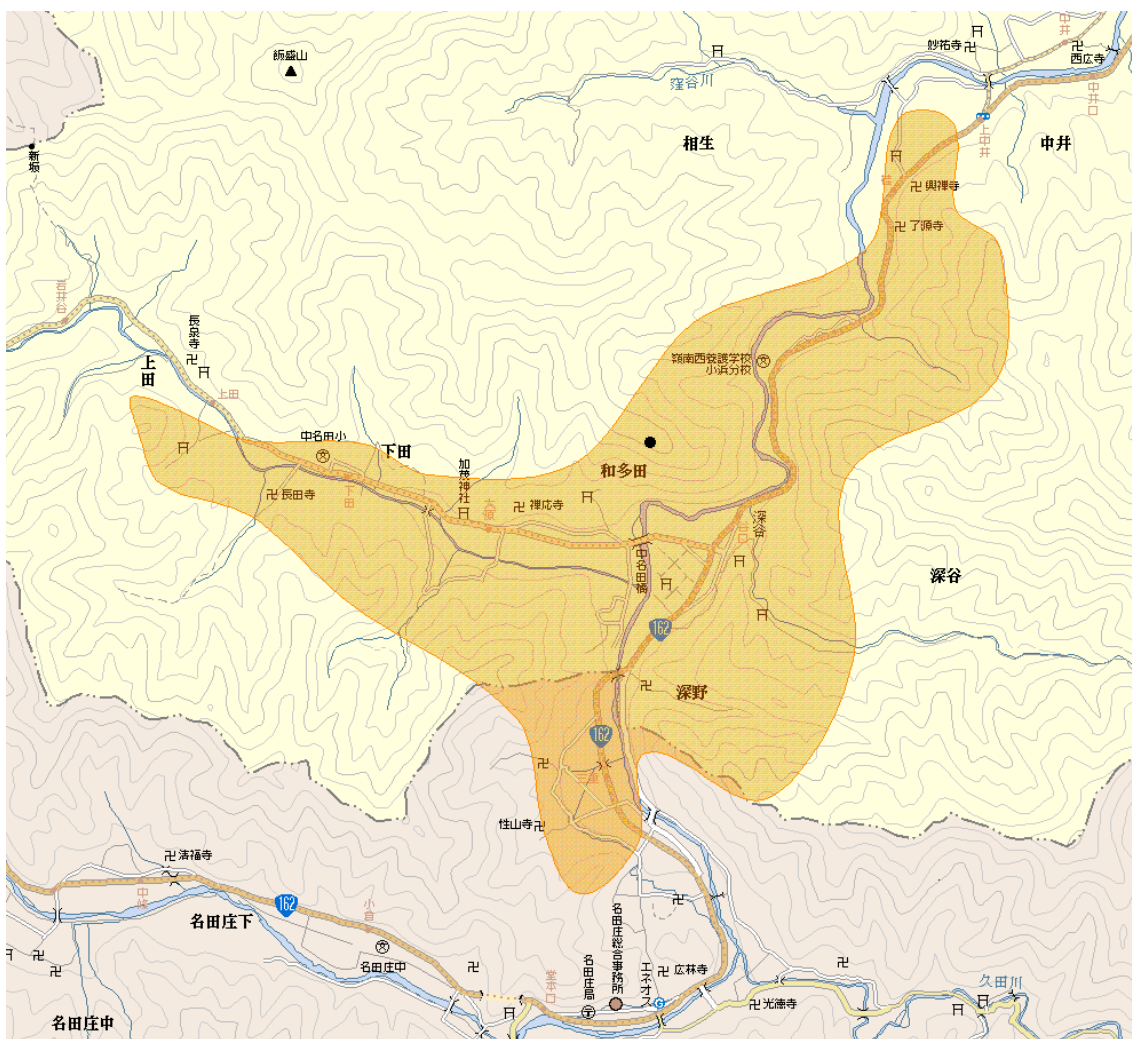 飯盛山
妙祐寺
中井
西広寺
中井口
窪谷川
上中井
相生
中井
新坂
興禅寺
了源寺
岩井谷
長泉寺
上田
上田
嶺南西養護学校
小浜分校
中名田小
下田
下田
加茂神社
和多田
長田寺
禅応寺
深谷
中名田橋
深谷
162
深野
162
三重
性山寺
清福寺
162
小倉
名田庄下
名田庄中
堂本口
名田庄局
名田庄総合事務所
エネオス
広林寺
光徳寺
久田川
名田庄中